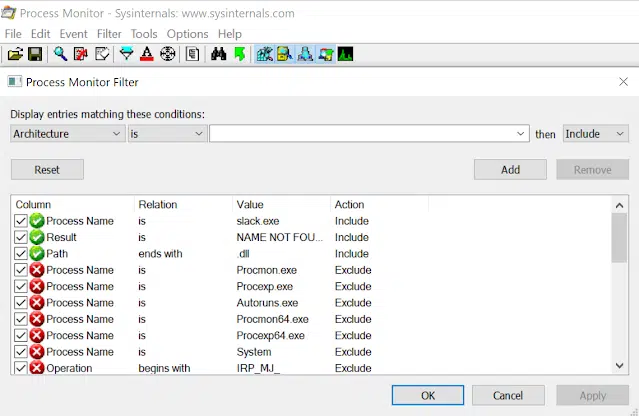 Process Monitor - Sysinternals: www.sysinternals.com
File Edit Event Filter Tools Options Help
Process Monitor Filter
Display entries matching these conditions:
Architecture is then Include
Reset Add Remove
Column Relation Value Action
Process Name is slack.exe Include
Result is NAME NOT FOU... Include
Path ends with .dll Include
Process Name is Procmon.exe Exclude
Process Name is Procexp.exe Exclude
Process Name is Autoruns.exe Exclude
Process Name is Procmon64.exe Exclude
Process Name is Procexp64.exe Exclude
Process Name is System Exclude
Operation begins with IRP_MJ_ Exclude
OK Cancel Apply